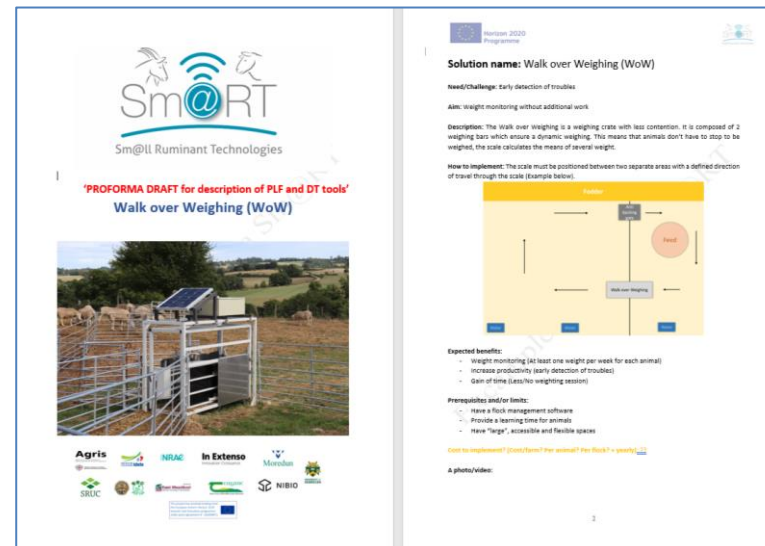 Sm@RT
Sm@ll Ruminant Technologies
'PROFORMA DRAFT for description of PLF and DT tools'
Walk over Weighing (WoW)
Agris
INRAE
In Extenso
Innovation Croissance
Moredun
SRUC
NIBIO
Horizon 2020
Programme
Solution name: Walk over Weighing (WoW)
Need/Challenge: Early detection of troubles
Aim: Weight monitoring without additional work
Description: The Walk over Weighing is a weighing crate with less contention. It is composed of 2
weighing bars which ensure a dynamic weighing. This means that animals don't have to stop to be
weighed, the scale calculates the means of several weight.
How to implement: The scale must be positioned between two separate areas with a defined direction
of travel through the scale (Example below).
Fodder
Feed
Walk over Weighing
Water
Water
Water
Expected benefits:
- Weight monitoring (At least one weight per week for each animal)
- Increase productivity (early detection of troubles)
- Gain of time (Less/No weighting session)
Prerequisites and/or limits:
- Have a flock management software
- Provide a learning time for animals
- Have "large", accessible and flexible spaces
Cost to implement? (Cost/farm? Per animal? Per flock? + yearly) ??
A photo/video:
2